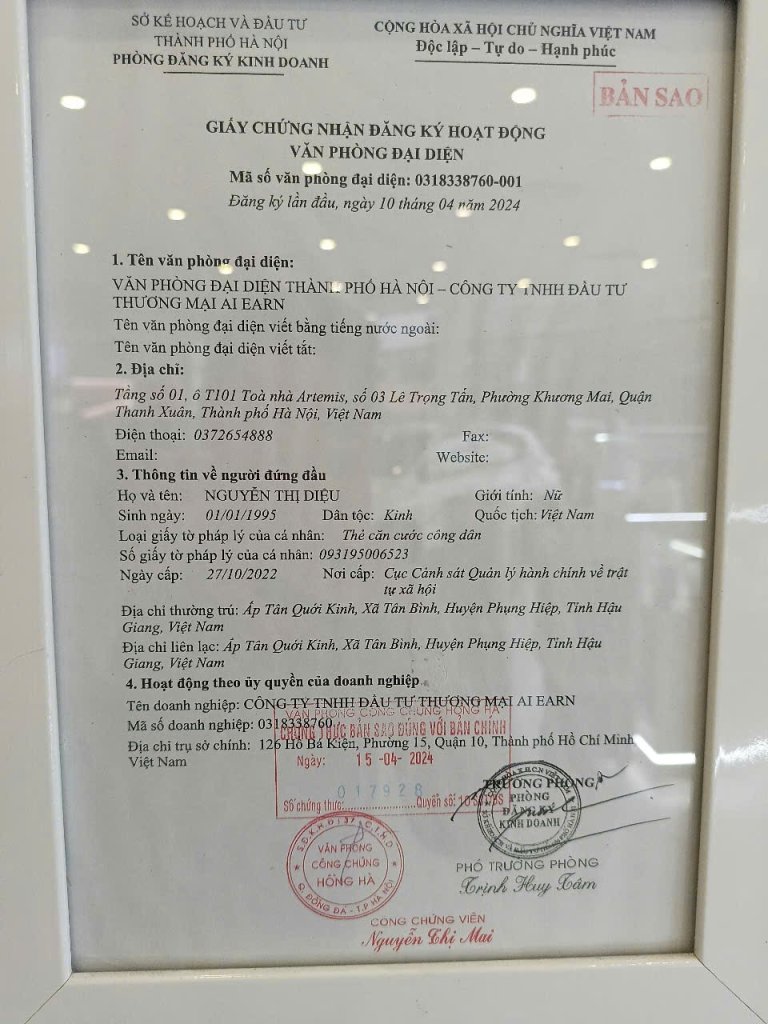 SỞ KẾ HOẠCH VÀ ĐẦU TƯ
THÀNH PHỐ HÀ NỘI
PHÒNG ĐĂNG KÝ KINH DOANH
CỘNG HÒA XÃ HỘI CHỦ NGHĨA VIỆT NAM
Độc lập – Tự do – Hạnh phúc
BẢN SAO
GIẤY CHỨNG NHẬN ĐĂNG KÝ HOẠT ĐỘNG
VĂN PHÒNG ĐẠI DIỆN
Mã số văn phòng đại diện: 0318338760-001
Đăng ký lần đầu, ngày 10 tháng 04 năm 2024
1. Tên văn phòng đại diện:
VĂN PHÒNG ĐẠI DIỆN THÀNH PHỐ HÀ NỘI – CÔNG TY TNHH ĐẦU TƯ
THƯƠNG MẠI AI EARN
Tên văn phòng đại diện viết bằng tiếng nước ngoài:
Tên văn phòng đại diện viết tắt:
2. Địa chỉ:
Tầng số 01, ô T101 Toà nhà Artemis, số 03 Lê Trọng Tấn, Phường Khương Mai, Quận
Thanh Xuân, Thành phố Hà Nội, Việt Nam
Điện thoại: 0372654888 Fax:
Email: Website:
3. Thông tin về người đứng đầu
Họ và tên: NGUYỄN THỊ DIỆU Giới tính: Nữ
Sinh ngày: 01/01/1995 Dân tộc: Kinh Quốc tịch: Việt Nam
Loại giấy tờ pháp lý của cá nhân: Thẻ căn cước công dân
Số giấy tờ pháp lý của cá nhân: 093195006523
Ngày cấp: 27/10/2022 Nơi cấp: Cục Cảnh sát Quản lý hành chính về trật
tự xã hội
Địa chỉ thường trú: Ấp Tân Quới Kinh, Xã Tân Bình, Huyện Phụng Hiệp, Tỉnh Hậu
Giang, Việt Nam
Địa chỉ liên lạc: Ấp Tân Quới Kinh, Xã Tân Bình, Huyện Phụng Hiệp, Tỉnh Hậu
Giang, Việt Nam
4. Hoạt động theo ủy quyền của doanh nghiệp
Tên doanh nghiệp: CÔNG TY TNHH ĐẦU TƯ THƯƠNG MẠI AI EARN
VĂN PHÒNG CÔNG CHỨNG HỒNG HÀ
Mã số doanh nghiệp: 0318338760
CHỨNG THỰC BẢN SAO ĐÚNG VỚI BẢN CHÍNH
Địa chỉ trụ sở chính: 126 Hồ Bá Kiện, Phường 15, Quận 10, Thành phố Hồ Chí Minh
Việt Nam
Ngày: 15-04-2024
017928
Số chứng thực: Quyển số:
TRƯỞNG PHÒNG
PHÒNG
ĐĂNG KÝ
KINH DOANH
PHÓ TRƯỞNG PHÒNG
Trịnh Huy Tâm
VĂN PHÒNG
CÔNG CHỨNG
HỒNG HÀ
Q. ĐỐNG ĐA - T.P HÀ NỘI
CÔNG CHỨNG VIÊN
Nguyễn Thị Mai